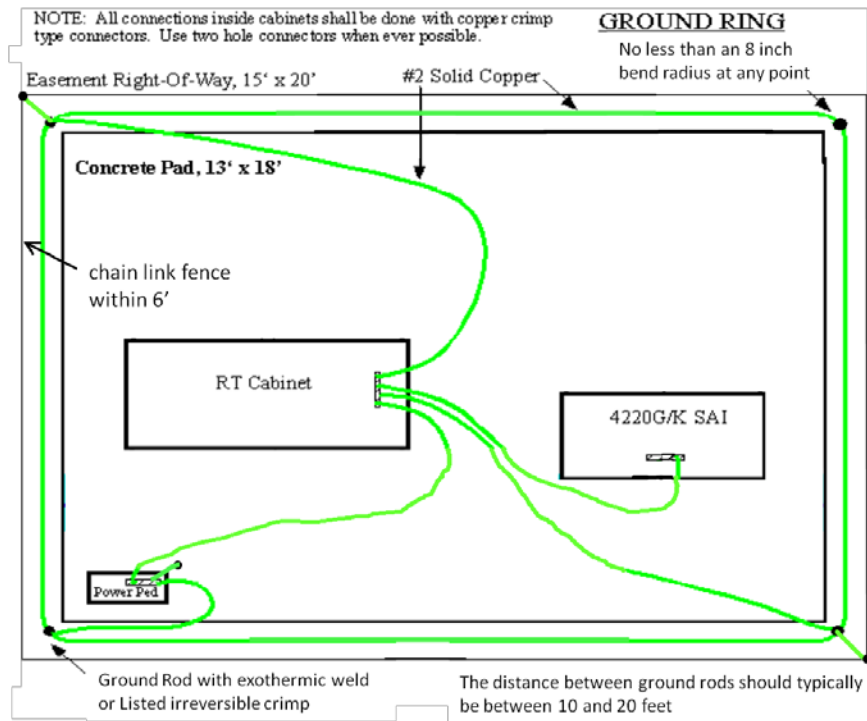 NOTE:  All connections inside cabinets shall be done with copper crimp
type connectors.  Use two hole connectors when ever possible.
GROUND RING
No less than an 8 inch
bend radius at any point
Easement Right-Of-Way, 15‘ x 20’
#2 Solid Copper
Concrete Pad, 13‘ x 18’
chain link fence
within 6’
RT Cabinet
4220G/K SAI
Power Ped
Ground Rod with exothermic weld
or Listed irreversible crimp
The distance between ground rods should typically
be between 10 and 20 feet